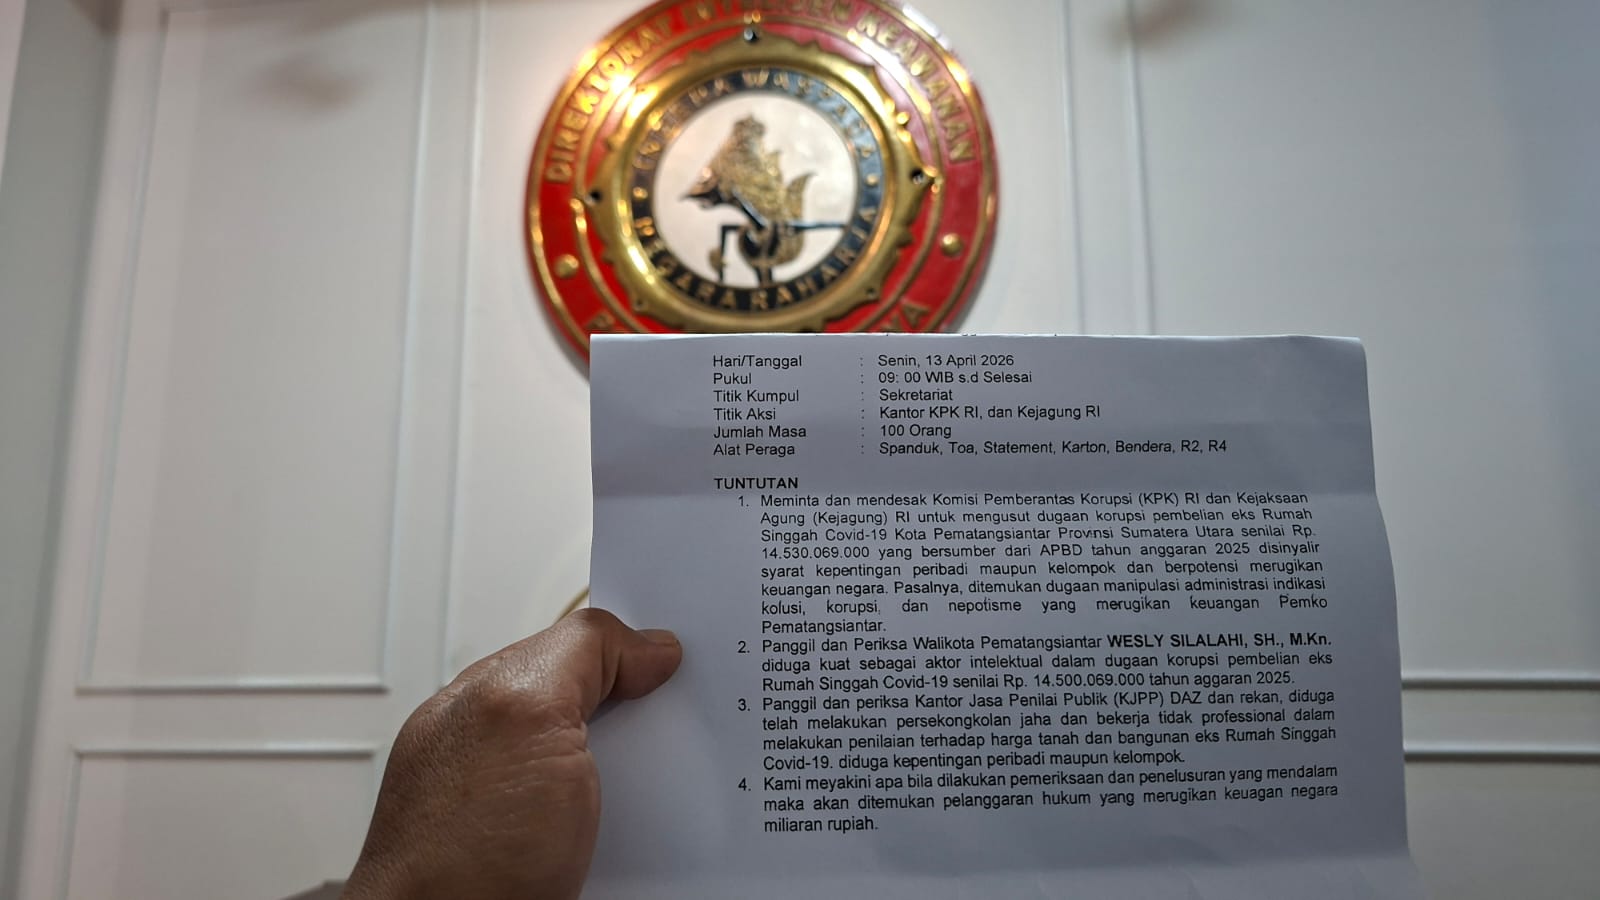 DIREKTORAT INTELIJEN KEAMANAN
INDERA WASPADA
NEGARA RAHARJA
Hari/Tanggal : Senin, 13 April 2026
Pukul : 09: 00 WIB s.d Selesai
Titik Kumpul : Sekretariat
Titik Aksi : Kantor KPK RI, dan Kejagung RI
Jumlah Masa : 100 Orang
Alat Peraga : Spanduk, Toa, Statement, Karton, Bendera, R2, R4
TUNTUTAN
1. Meminta dan mendesak Komisi Pemberantas Korupsi (KPK) RI dan Kejaksaan
Agung (Kejagung) RI untuk mengusut dugaan korupsi pembelian eks Rumah
Singgah Covid-19 Kota Pematangsiantar Provinsi Sumatera Utara senilai Rp.
14.530.069.000 yang bersumber dari APBD tahun anggaran 2025 disinyalir
syarat kepentingan peribadi maupun kelompok dan berpotensi merugikan
keuangan negara. Pasalnya, ditemukan dugaan manipulasi administrasi indikasi
kolusi, korupsi, dan nepotisme yang merugikan keuangan Pemko
Pematangsiantar.
2. Panggil dan Periksa Walikota Pematangsiantar WESLY SILALAHI, SH., M.Kn.
diduga kuat sebagai aktor intelektual dalam dugaan korupsi pembelian eks
Rumah Singgah Covid-19 senilai Rp. 14.500.069.000 tahun aggaran 2025.
3. Panggil dan periksa Kantor Jasa Penilai Publik (KJPP) DAZ dan rekan, diduga
telah melakukan persekongkolan jaha dan bekerja tidak professional dalam
melakukan penilaian terhadap harga tanah dan bangunan eks Rumah Singgah
Covid-19. diduga kepentingan peribadi maupun kelompok.
4. Kami meyakini apa bila dilakukan pemeriksaan dan penelusuran yang mendalam
maka akan ditemukan pelanggaran hukum yang merugikan keuagan negara
miliaran rupiah.